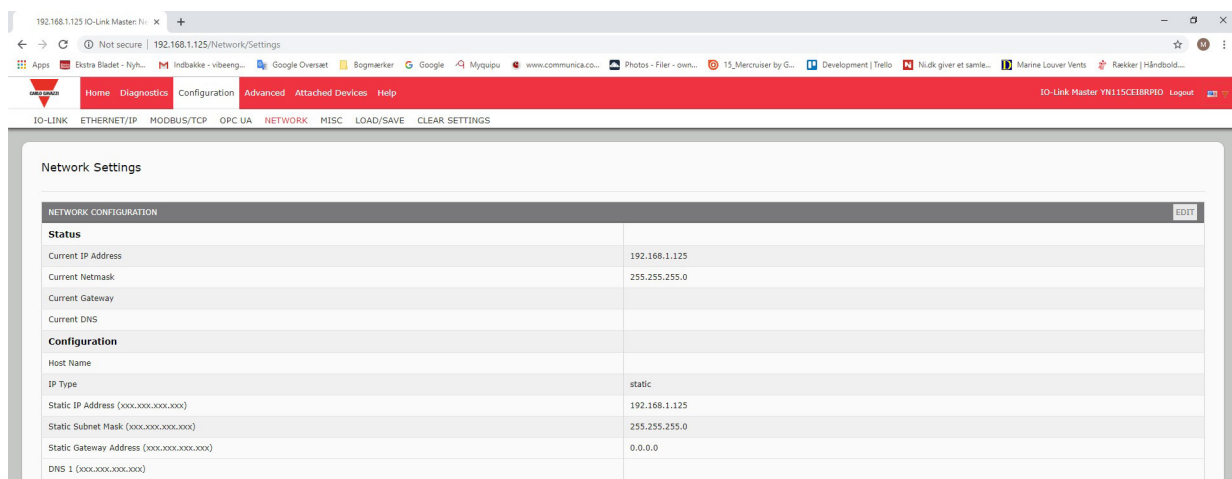 192.168.1.125 IO-Link Master: Ne
Not secure | 192.168.1.125/Network/Settings
Apps Ekstra Bladet - Nyh... Indbakke - vibeeng... Google Oversæt Bogmærker Google Myquipu www.communica.co... Photos - Filer - own... 15_Mercruiser by G... Development | Trello Ni.dk giver et samle... Marine Louver Vents Rækker | Håndbold....
CARLO GAVAZZI Home Diagnostics Configuration Advanced Attached Devices Help IO-Link Master YN115CEI8RPIO Logout
IO-LINK ETHERNET/IP MODBUS/TCP OPC UA NETWORK MISC LOAD/SAVE CLEAR SETTINGS
Network Settings
NETWORK CONFIGURATION EDIT
Status
Current IP Address 192.168.1.125
Current Netmask 255.255.255.0
Current Gateway
Current DNS
Configuration
Host Name
IP Type static
Static IP Address (xxx.xxx.xxx.xxx) 192.168.1.125
Static Subnet Mask (xxx.xxx.xxx.xxx) 255.255.255.0
Static Gateway Address (xxx.xxx.xxx.xxx) 0.0.0.0
DNS 1 (xxx.xxx.xxx.xxx)